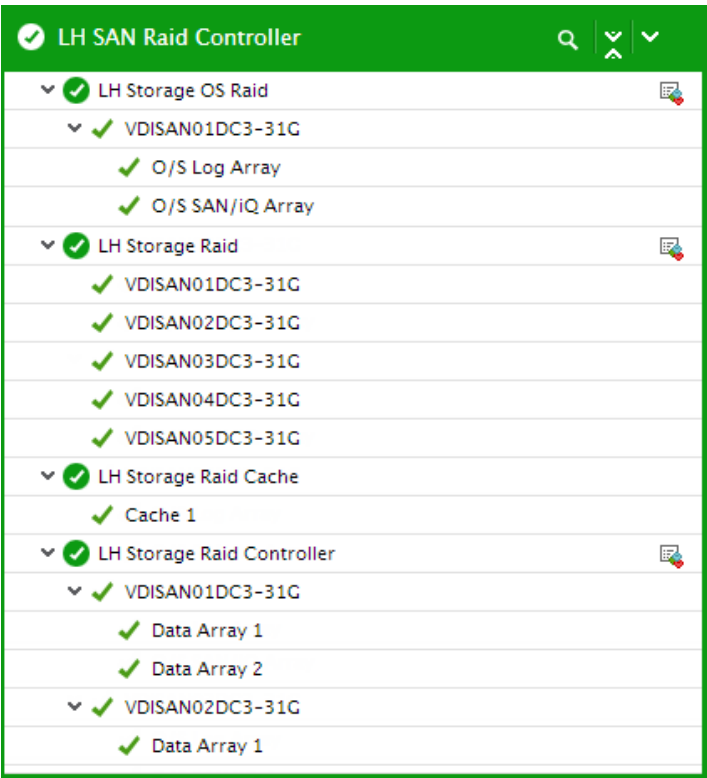 LH SAN Raid Controller
LH Storage OS Raid
VDISAN01DC3-31G
O/S Log Array
O/S SAN/iQ Array
LH Storage Raid
VDISAN01DC3-31G
VDISAN02DC3-31G
VDISAN03DC3-31G
VDISAN04DC3-31G
VDISAN05DC3-31G
LH Storage Raid Cache
Cache 1
LH Storage Raid Controller
VDISAN01DC3-31G
Data Array 1
Data Array 2
VDISAN02DC3-31G
Data Array 1